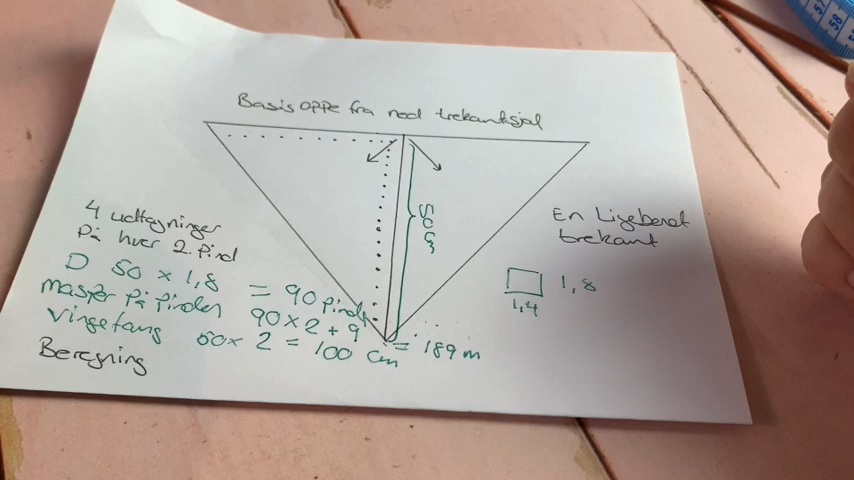 Basis oppe fra ned trekantsjal
50 cm
4 udtagninger
På hver 2. Pind
D 50 x 1,8 = 90 pinde
masker På Pinden 90 x 2 + 9 = 189 m
Vingefang 50 x 2 = 100 cm
Beregning
En Ligebenet
trekant
1,8
1,4
57
58